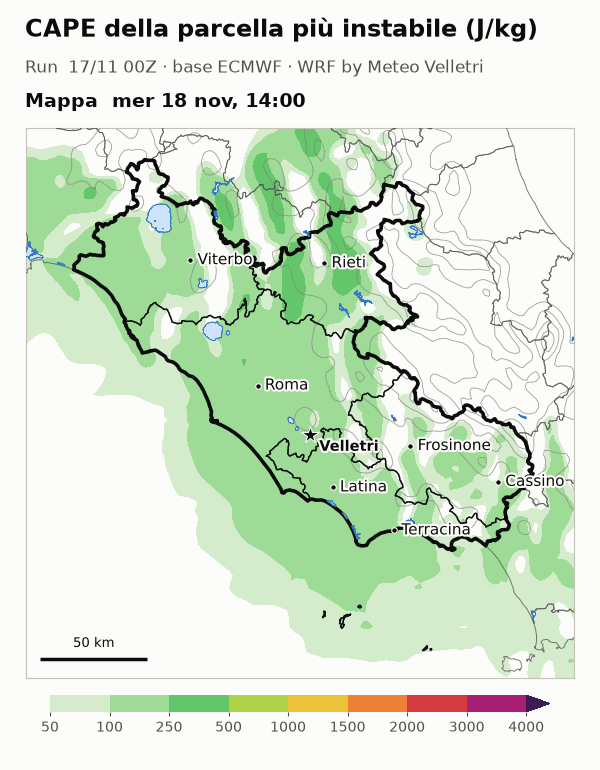 CAPE della parcella più instabile (J/kg)
Run  17/11 00Z · base ECMWF · WRF by Meteo Velletri
Mappa  mer 18 nov, 14:00
Viterbo
Rieti
Roma
Velletri
Frosinone
Latina
Cassino
Terracina
50 km
50 100 250 500 1000 1500 2000 3000 4000